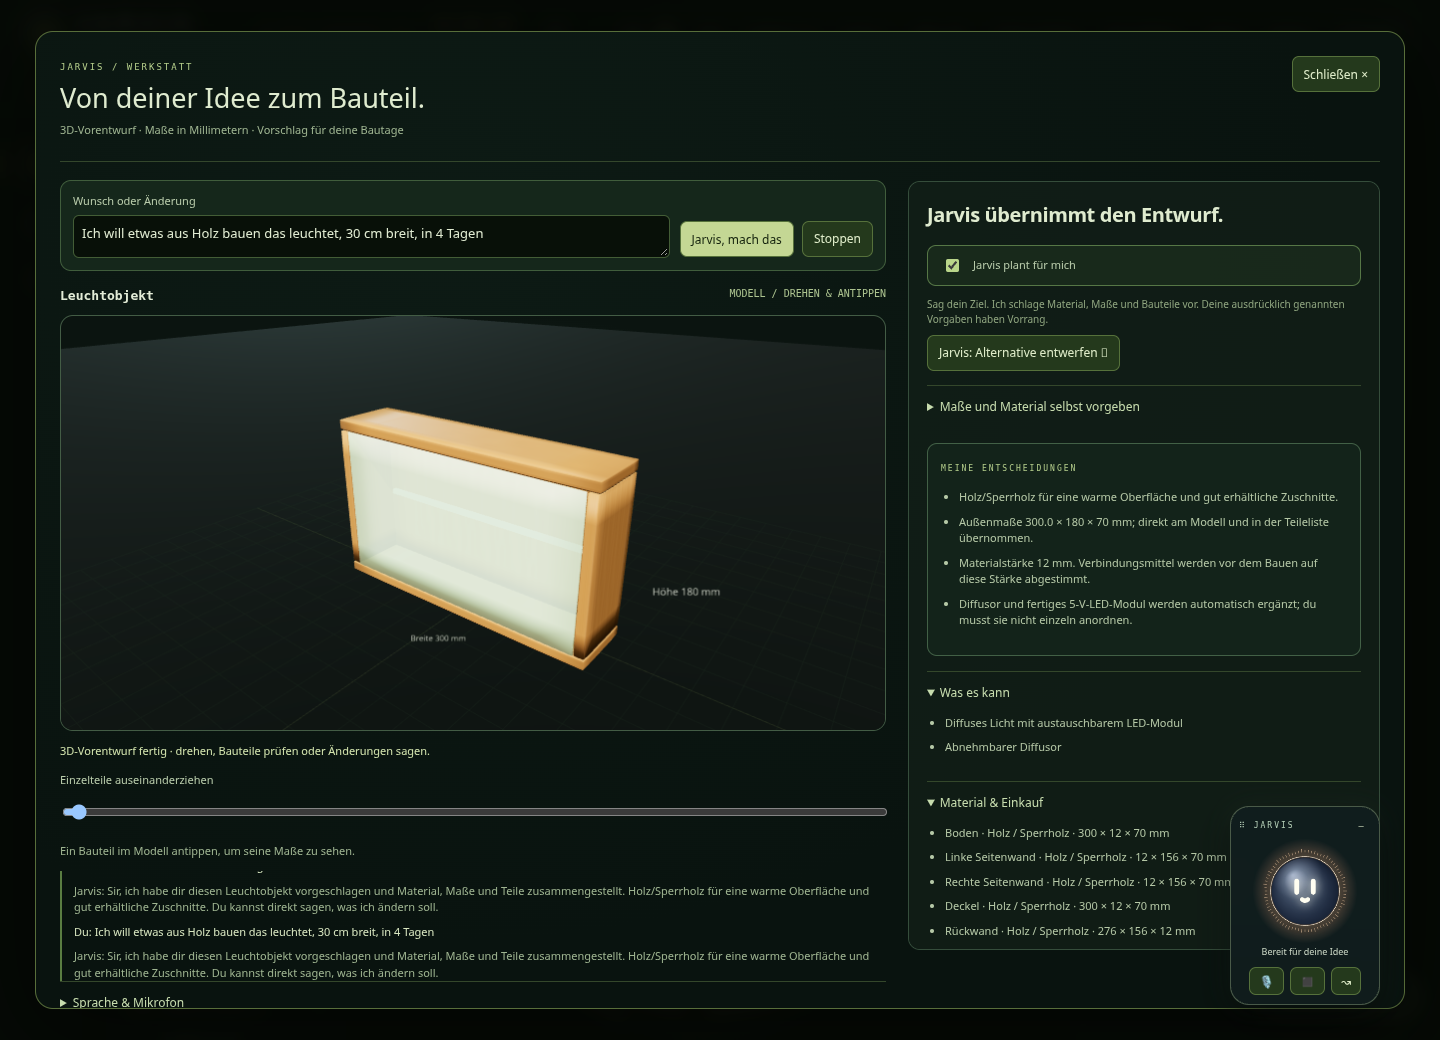 JARVIS / WERKSTATT
Von deiner Idee zum Bauteil.
3D-Vorentwurf · Maße in Millimetern · Vorschlag für deine Bautage
Schließen ×
Wunsch oder Änderung
Ich will etwas aus Holz bauen das leuchtet, 30 cm breit, in 4 Tagen
Jarvis, mach das
Stoppen
Leuchtobjekt
MODELL / DREHEN & ANTIPPEN
Höhe 180 mm
Breite 300 mm
3D-Vorentwurf fertig · drehen, Bauteile prüfen oder Änderungen sagen.
Einzelteile auseinanderziehen
Ein Bauteil im Modell antippen, um seine Maße zu sehen.
Jarvis: Sir, ich habe dir diesen Leuchtobjekt vorgeschlagen und Material, Maße und Teile zusammengestellt. Holz/Sperrholz für eine warme Oberfläche und
gut erhältliche Zuschnitte. Du kannst direkt sagen, was ich ändern soll.
Du: Ich will etwas aus Holz bauen das leuchtet, 30 cm breit, in 4 Tagen
Jarvis: Sir, ich habe dir diesen Leuchtobjekt vorgeschlagen und Material, Maße und Teile zusammengestellt. Holz/Sperrholz für eine warme Oberfläche und
gut erhältliche Zuschnitte. Du kannst direkt sagen, was ich ändern soll.
Sprache & Mikrofon
Jarvis übernimmt den Entwurf.
Jarvis plant für mich
Sag dein Ziel. Ich schlage Material, Maße und Bauteile vor. Deine ausdrücklich genannten
Vorgaben haben Vorrang.
Jarvis: Alternative entwerfen
Maße und Material selbst vorgeben
MEINE ENTSCHEIDUNGEN
Holz/Sperrholz für eine warme Oberfläche und gut erhältliche Zuschnitte.
Außenmaße 300.0 × 180 × 70 mm; direkt am Modell und in der Teileliste
übernommen.
Materialstärke 12 mm. Verbindungsmittel werden vor dem Bauen auf
diese Stärke abgestimmt.
Diffusor und fertiges 5-V-LED-Modul werden automatisch ergänzt; du
musst sie nicht einzeln anordnen.
Was es kann
Diffuses Licht mit austauschbarem LED-Modul
Abnehmbarer Diffusor
Material & Einkauf
Boden · Holz / Sperrholz · 300 × 12 × 70 mm
Linke Seitenwand · Holz / Sperrholz · 12 × 156 × 70 mm
Rechte Seitenwand · Holz / Sperrholz · 12 × 156 × 70 mm
Deckel · Holz / Sperrholz · 300 × 12 × 70 mm
Rückwand · Holz / Sperrholz · 276 × 156 × 12 mm
JARVIS
Bereit für deine Idee